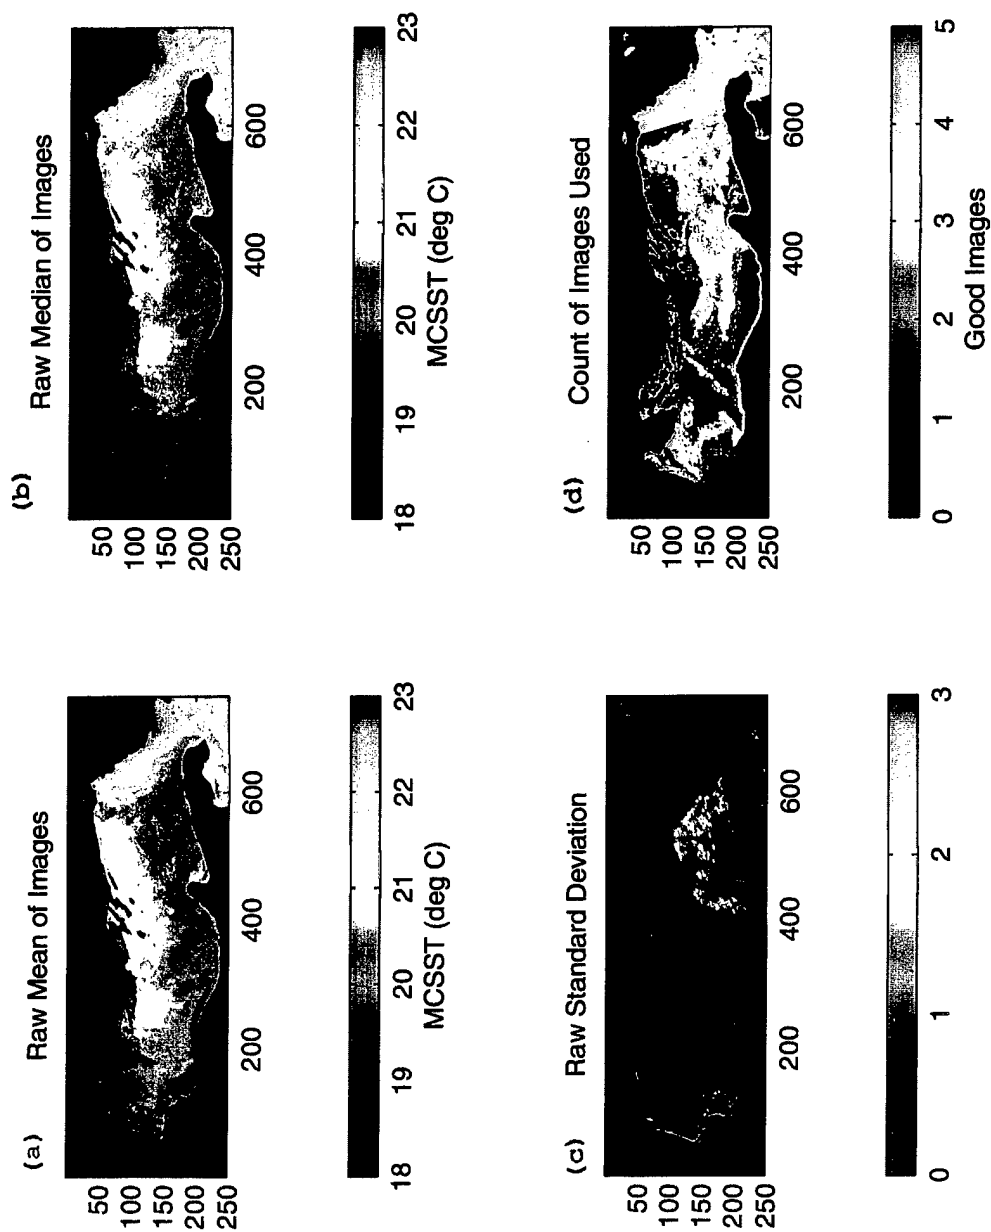 (a) Raw Mean of Images
50
100
150
200
250
200 400 600
18 19 20 21 22 23
MCSST (deg C)
(b) Raw Median of Images
50
100
150
200
250
200 400 600
18 19 20 21 22 23
MCSST (deg C)
(c) Raw Standard Deviation
50
100
150
200
250
200 400 600
0 1 2 3
(d) Count of Images Used
50
100
150
200
250
200 400 600
0 1 2 3 4 5
Good Images